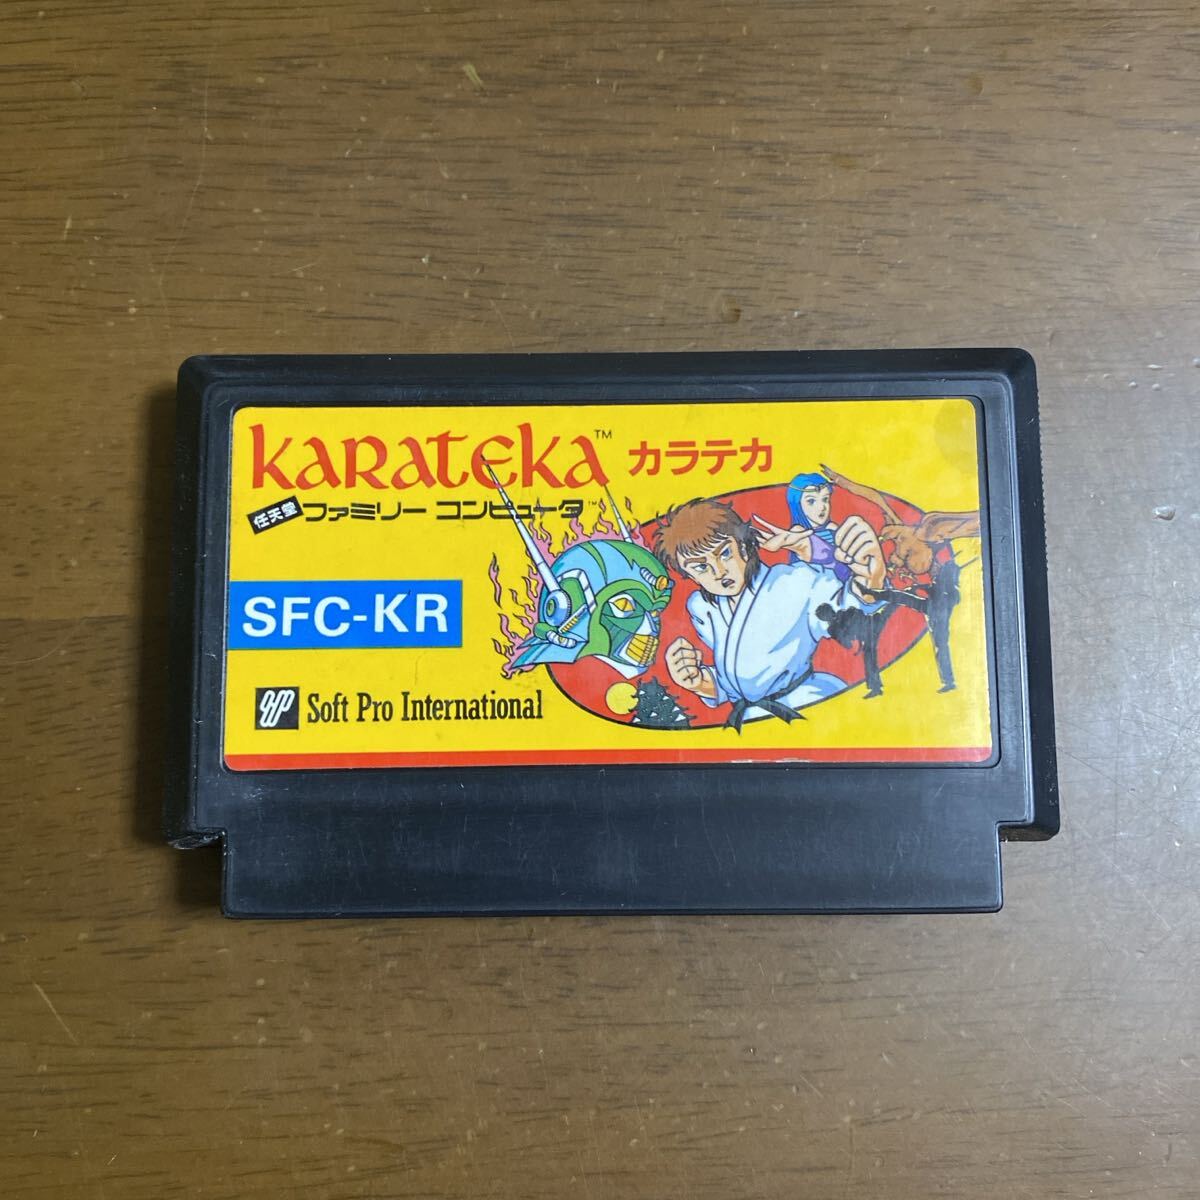 KARATEKA™ カラテカ
任天堂 ファミリー コンピュータ™
SFC-KR
Soft Pro International